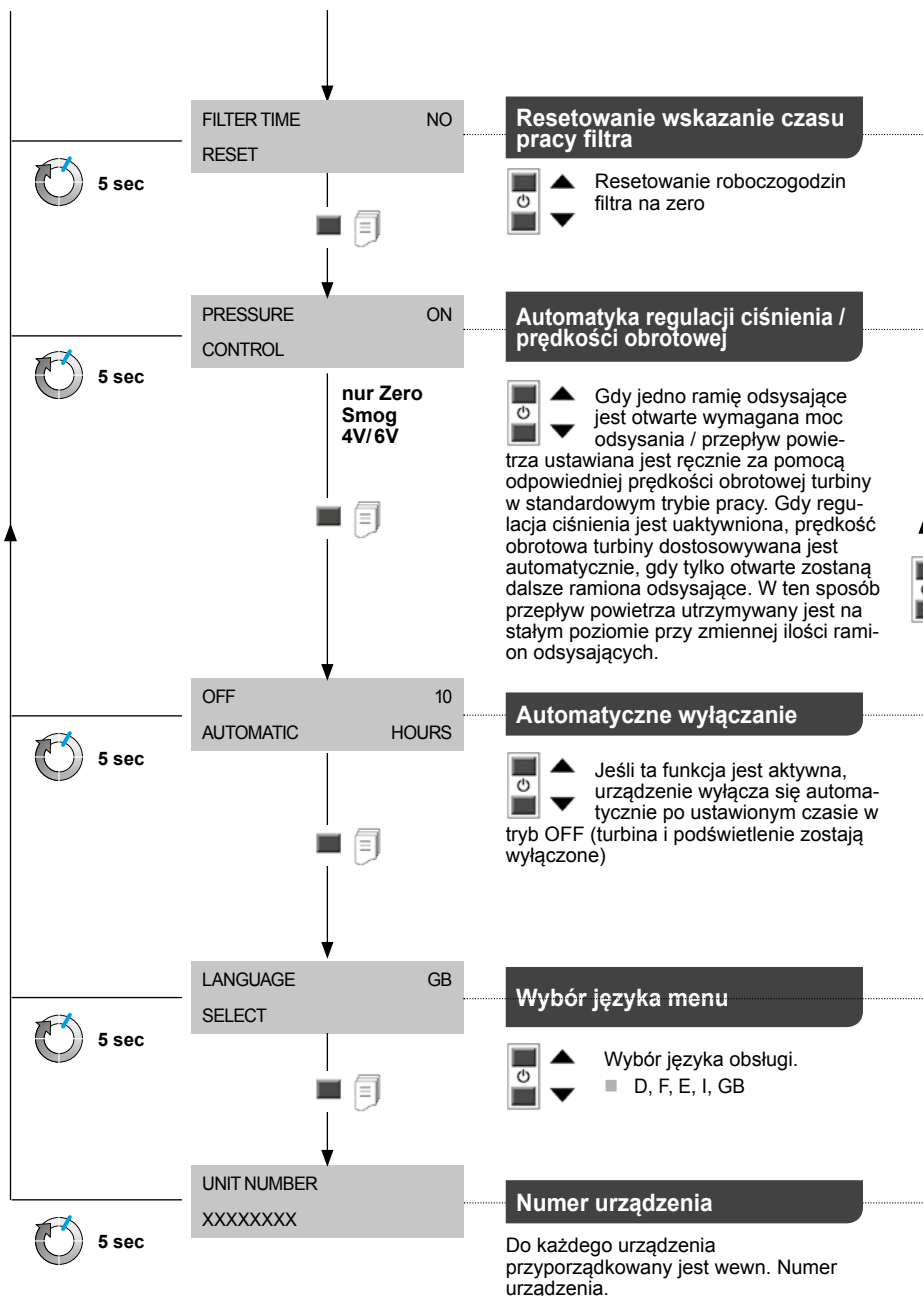 FILTER TIME NO
RESET
5 sec
Resetowanie wskazanie czasu
pracy filtra
Resetowanie roboczogodzin
filtra na zero
PRESSURE ON
CONTROL
5 sec
nur Zero
Smog
4V/6V
Automatyka regulacji ciśnienia /
prędkości obrotowej
Gdy jedno ramię odsysające
jest otwarte wymagana moc
odsysania / przepływ powie-
trza ustawiana jest ręcznie za pomocą
odpowiedniej prędkości obrotowej turbiny
w standardowym trybie pracy. Gdy regu-
lacja ciśnienia jest uaktywniona, prędkość
obrotowa turbiny dostosowywana jest
automatycznie, gdy tylko otwarte zostaną
dalsze ramiona odsysające. W ten sposób
przepływ powietrza utrzymywany jest na
stałym poziomie przy zmiennej ilości rami-
on odsysających.
OFF 10
AUTOMATIC HOURS
5 sec
Automatyczne wyłączanie
Jeśli ta funkcja jest aktywna,
urządzenie wyłącza się automa-
tycznie po ustawionym czasie w
tryb OFF (turbina i podświetlenie zostają
wyłączone)
LANGUAGE GB
SELECT
5 sec
Wybór języka menu
Wybór języka obsługi.
D, F, E, I, GB
UNIT NUMBER
XXXXXXXX
5 sec
Numer urządzenia
Do każdego urządzenia
przyporządkowany jest wewn. Numer
urządzenia.